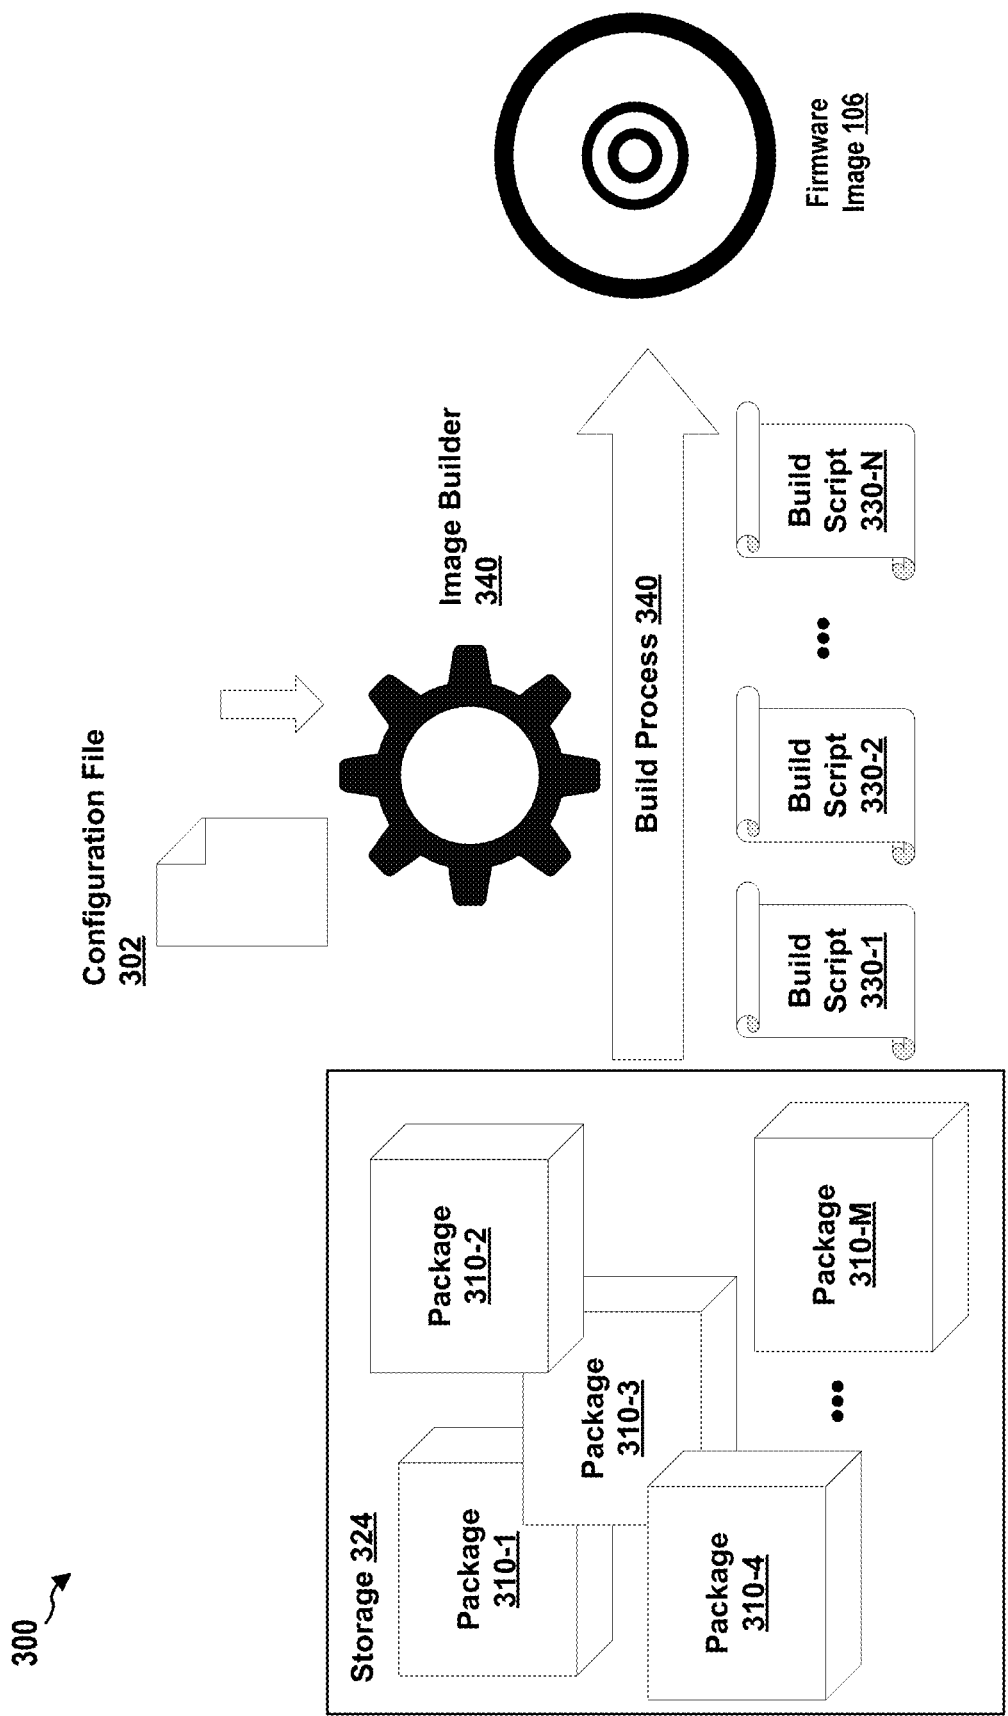 300
Configuration File
302
Storage 324
Package
310-1
Package
310-2
Package
310-3
Package
310-4
•••
Package
310-M
Image Builder
340
Build Process 340
Build
Script
330-1
Build
Script
330-2
•••
Build
Script
330-N
Firmware
Image 106